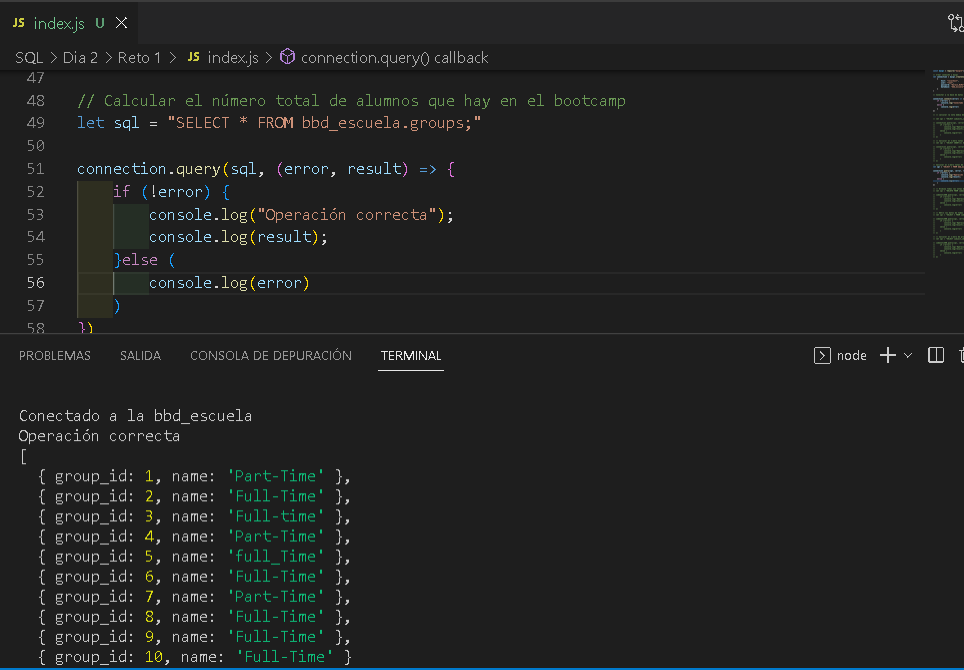 JS index.js U
SQL > Dia 2 > Reto 1 > JS index.js > connection.query() callback
47
48 // Calcular el número total de alumnos que hay en el bootcamp
49 let sql = "SELECT * FROM bbd_escuela.groups;"
50
51 connection.query(sql, (error, result) => {
52 if (!error) {
53 console.log("Operación correcta");
54 console.log(result);
55 }else (
56 console.log(error)
57 )
58 })
PROBLEMAS SALIDA CONSOLA DE DEPURACIÓN TERMINAL node
Conectado a la bbd_escuela
Operación correcta
[
{ group_id: 1, name: 'Part-Time' },
{ group_id: 2, name: 'Full-Time' },
{ group_id: 3, name: 'Full-time' },
{ group_id: 4, name: 'Part-Time' },
{ group_id: 5, name: 'full_Time' },
{ group_id: 6, name: 'Full-Time' },
{ group_id: 7, name: 'Part-Time' },
{ group_id: 8, name: 'Full-Time' },
{ group_id: 9, name: 'Full-Time' },
{ group_id: 10, name: 'Full-Time' }